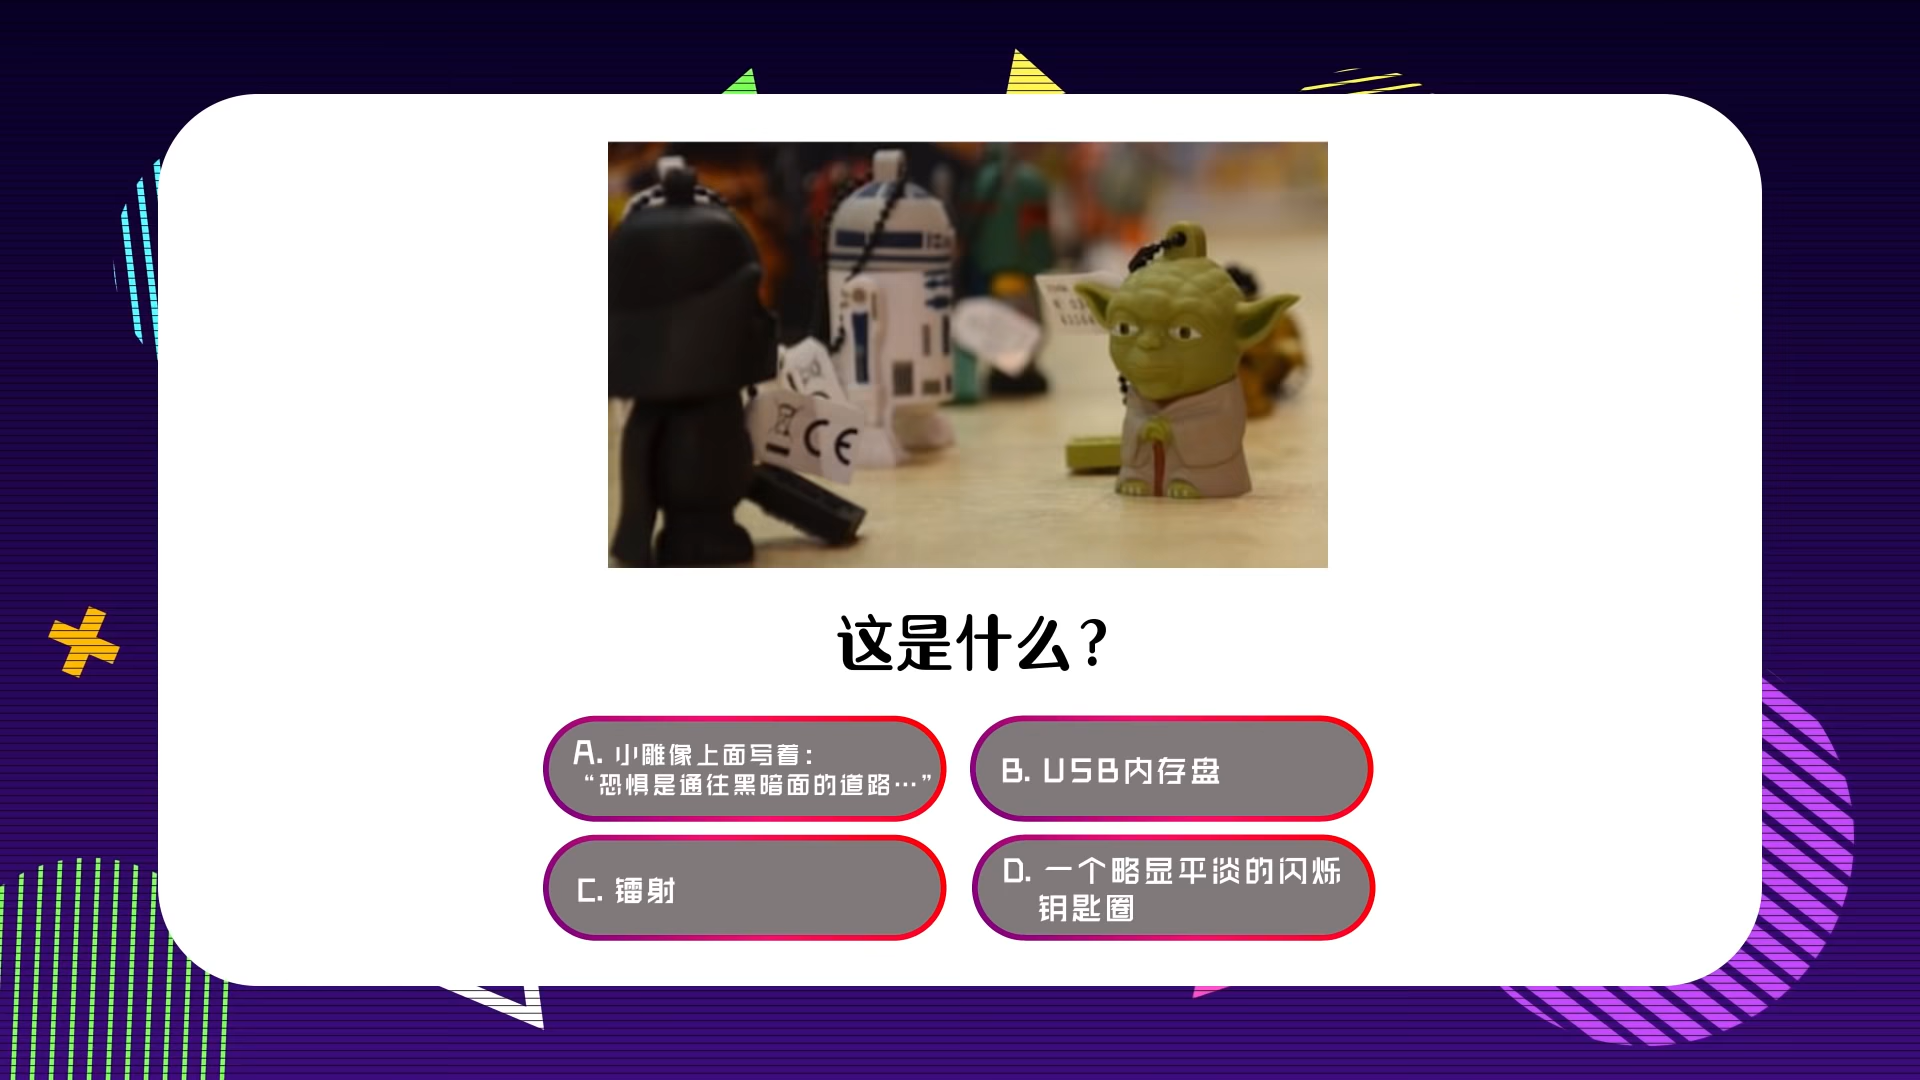 CE
这是什么？
A. 小雕像上面写着：
“恐惧是通往黑暗面的道路…”
B. USB内存盘
C. 镭射
D. 一个略显平淡的闪烁
钥匙圈